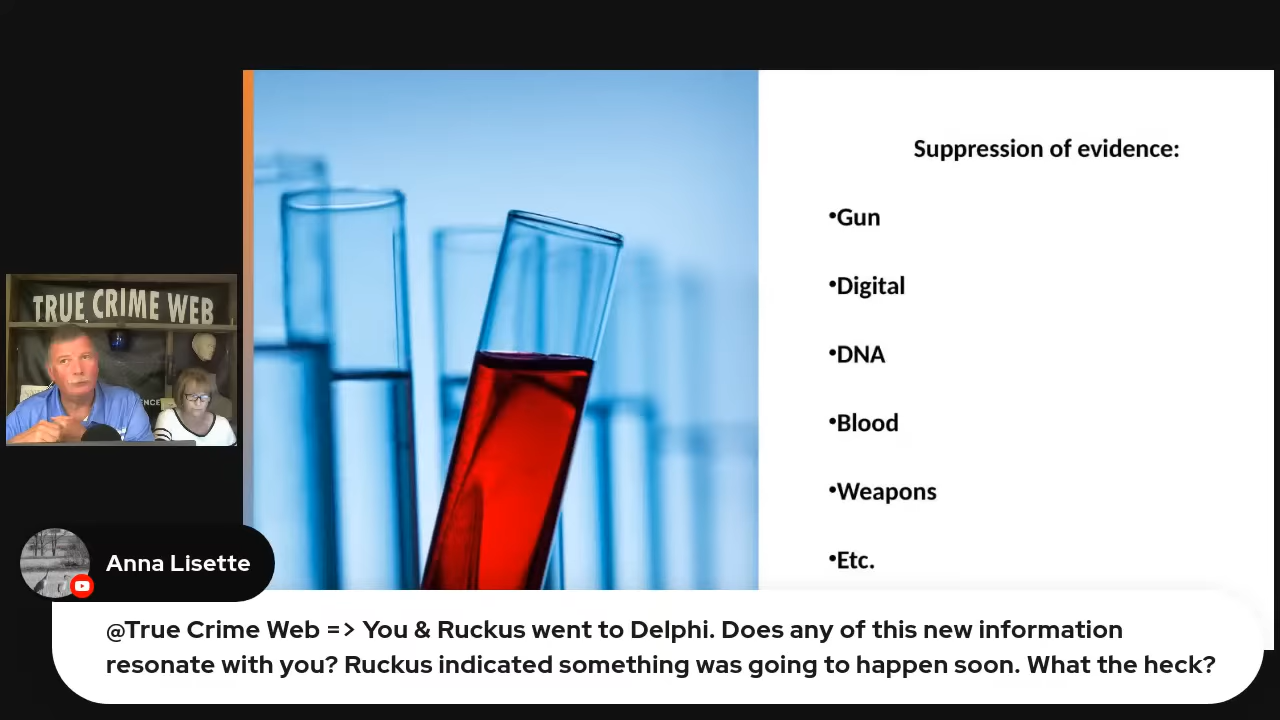 Suppression of evidence:
•Gun
•Digital
•DNA
•Blood
•Weapons
•Etc.
TRUE CRIME WEB
Anna Lisette
@True Crime Web => You & Ruckus went to Delphi. Does any of this new information
resonate with you? Ruckus indicated something was going to happen soon. What the heck?